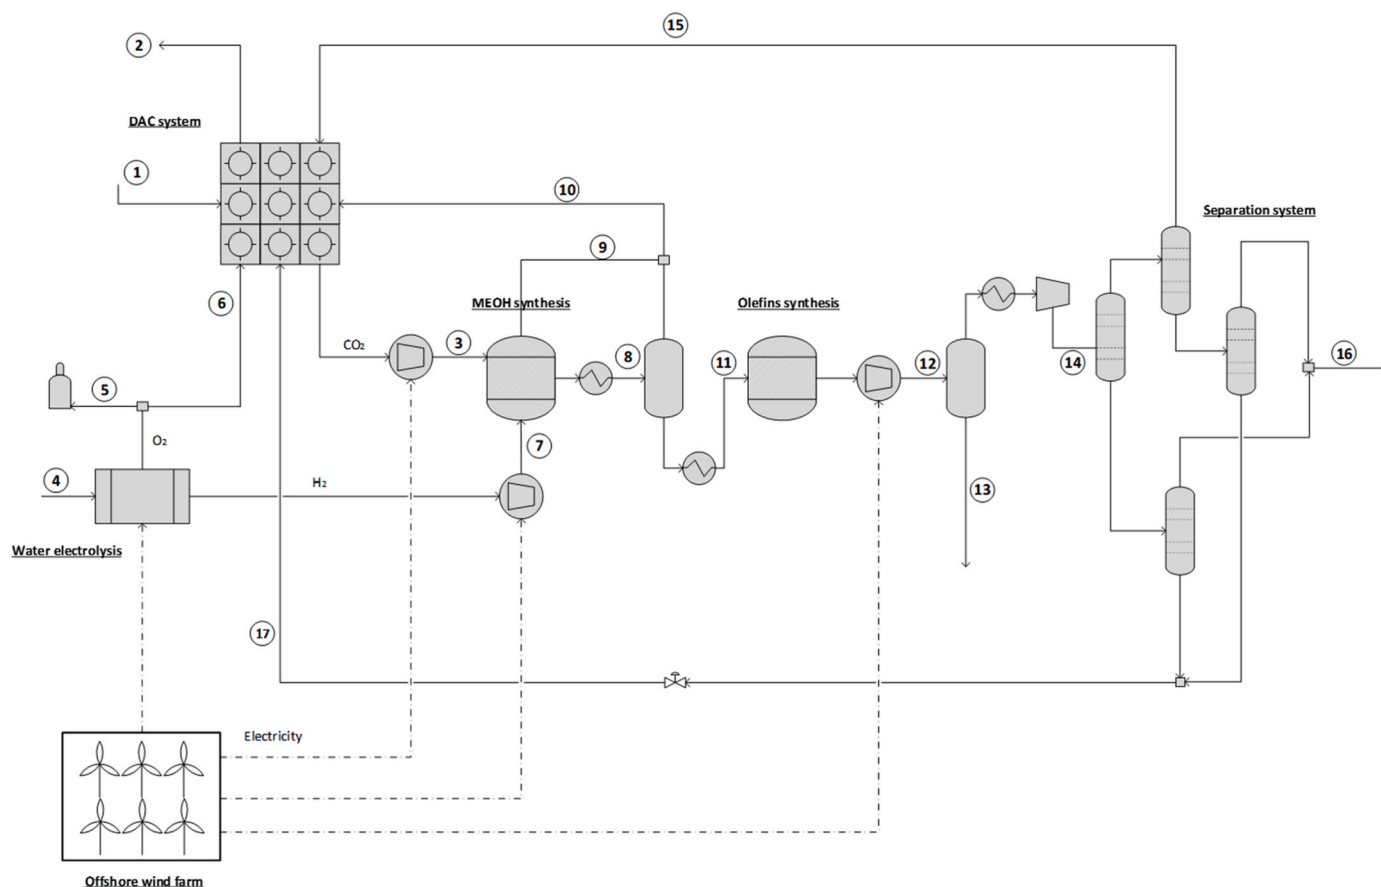 15
2
DAC system
1
10
Separation system
9
6
MEOH synthesis
Olefins synthesis
CO₂
3
8
11
12
14
16
5
O₂
7
4
H₂
13
Water electrolysis
17
Electricity
Offshore wind farm